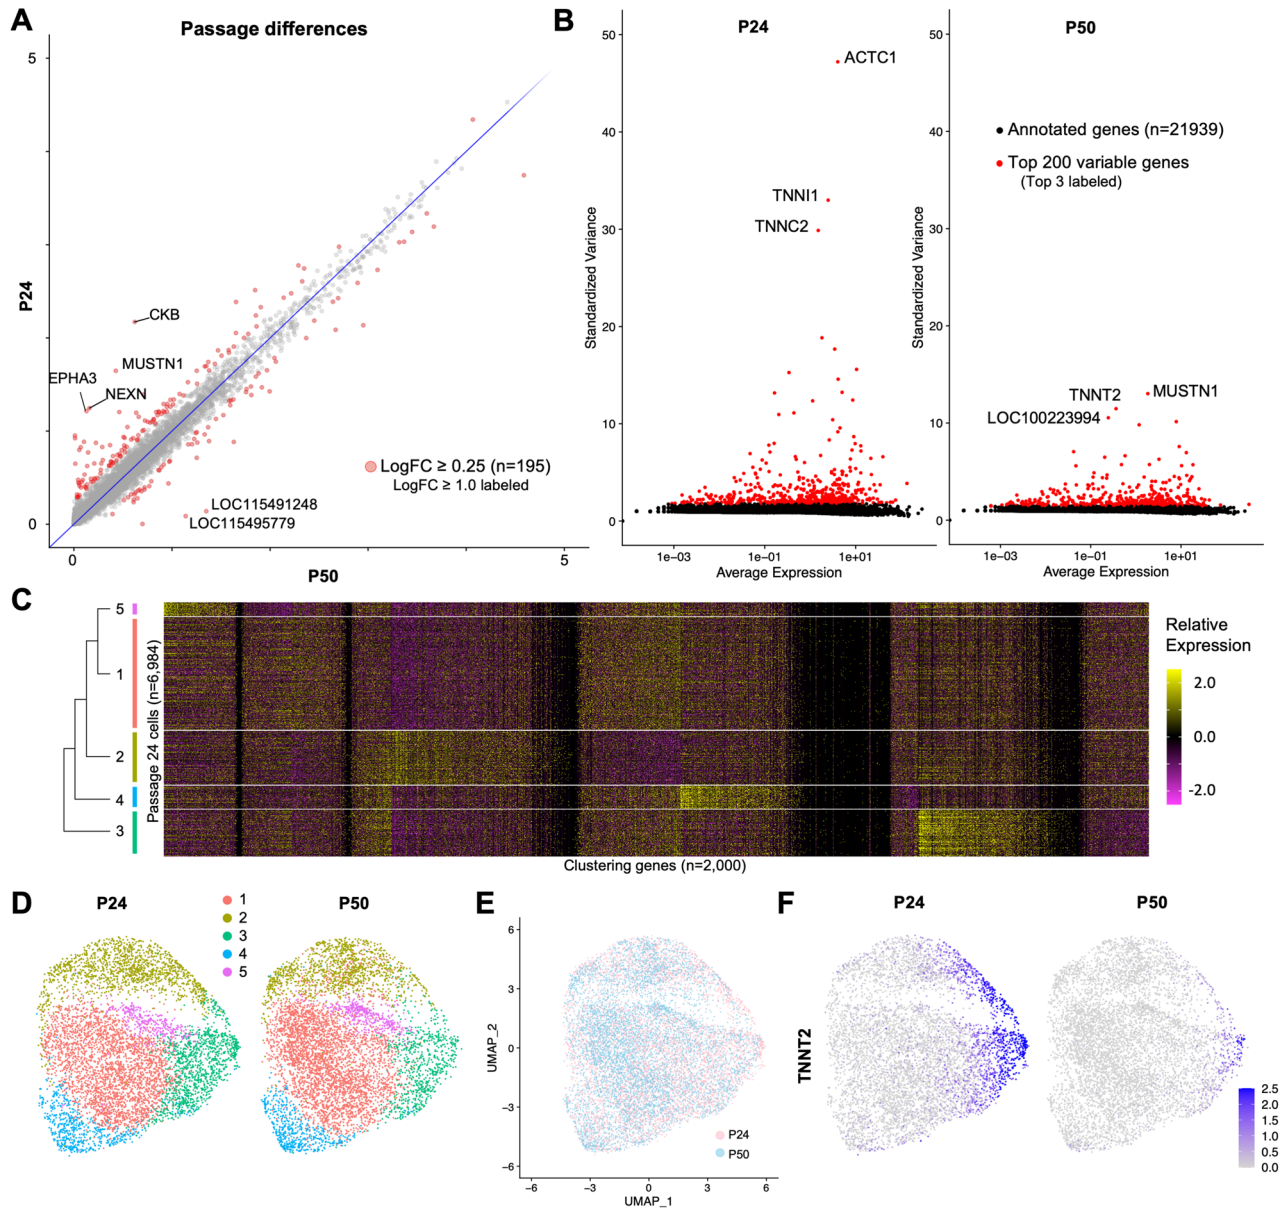 A
Passage differences
5
P24
CKB
MUSTN1
EPHA3
NEXN
LogFC ≥ 0.25 (n=195)
LogFC ≥ 1.0 labeled
LOC115491248
LOC115495779
0
0
5
P50
B
P24
P50
50
40
30
20
10
0
Standardized Variance
ACTC1
TNNI1
TNNC2
1e−03
1e−01
1e+01
Average Expression
50
40
30
20
10
0
Standardized Variance
Annotated genes (n=21939)
Top 200 variable genes
(Top 3 labeled)
TNNT2
MUSTN1
LOC100223994
1e−03
1e−01
1e+01
Average Expression
C
5
1
2
4
3
Passage 24 cells (n=6,984)
Clustering genes (n=2,000)
Relative
Expression
2.0
0.0
-2.0
D
P24
1
2
3
4
5
P50
E
6
3
0
−3
−6
UMAP_2
P24
P50
−6
−3
0
3
6
UMAP_1
F
P24
P50
TNNT2
2.5
2.0
1.5
1.0
0.5
0.0